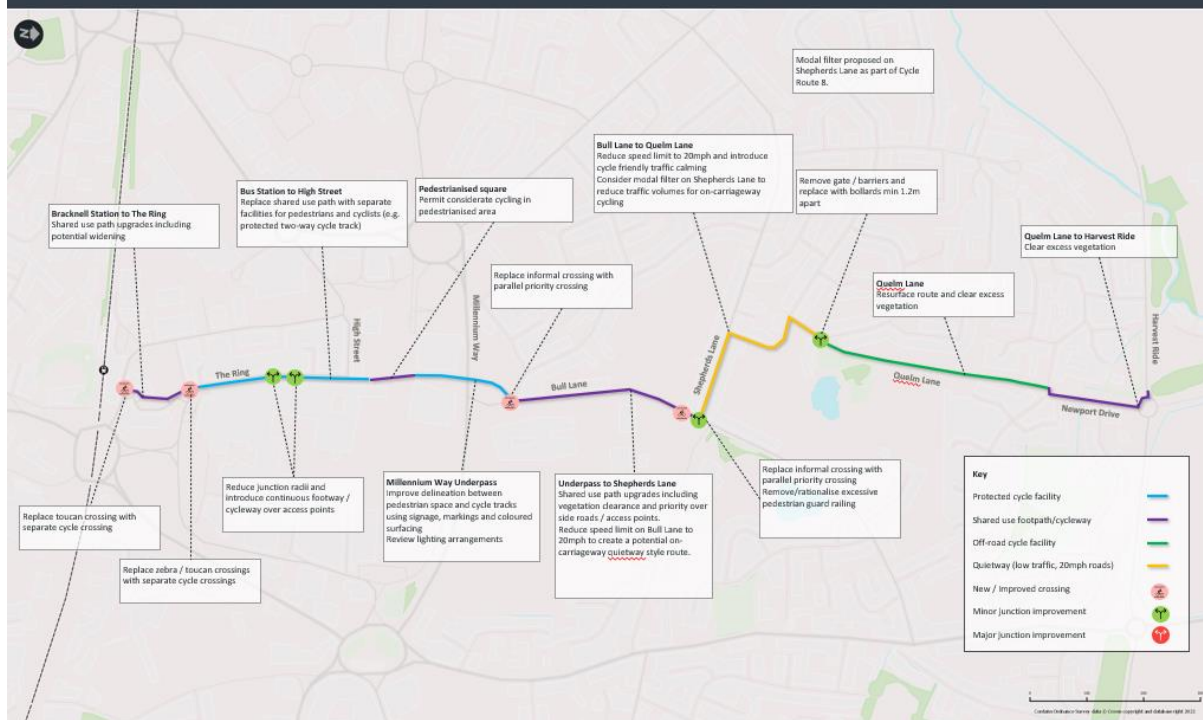 Z
Modal filter proposed on
Shepherds Lane as part of Cycle
Route 8.
Bull Lane to Quelm Lane
Reduce speed limit to 20mph and introduce
cycle friendly traffic calming
Consider modal filter on Shepherds Lane to
reduce traffic volumes for on-carriageway
cycling
Remove gate / barriers and
replace with bollards min 1.2m
apart
Bus Station to High Street
Replace shared use path with separate
facilities for pedestrians and cyclists (e.g.
protected two-way cycle track)
Pedestrianised square
Permit considerate cycling in
pedestrianised area
Bracknell Station to The Ring
Shared use path upgrades including
potential widening
Quelm Lane to Harvest Ride
Clear excess vegetation
Replace informal crossing with
parallel priority crossing
Quelm Lane
Resurface route and clear excess
vegetation
High Street
Millennium Way
Shepherds Lane
Harvest Ride
The Ring
Bull Lane
Quelm Lane
Newport Drive
Replace toucan crossing with
separate cycle crossing
Replace zebra / toucan crossings
with separate cycle crossings
Reduce junction radii and
introduce continuous footway /
cycleway over access points
Millennium Way Underpass
Improve delineation between
pedestrian space and cycle tracks
using signage, markings and coloured
surfacing
Review lighting arrangements
Underpass to Shepherds Lane
Shared use path upgrades including
vegetation clearance and priority over
side roads / access points.
Reduce speed limit on Bull Lane to
20mph to create a potential on-
carriageway quietway style route.
Replace informal crossing with
parallel priority crossing
Remove/rationalise excessive
pedestrian guard railing
Key
Protected cycle facility
Shared use footpath/cycleway
Off-road cycle facility
Quietway (low traffic, 20mph roads)
New / Improved crossing
Minor junction improvement
Major junction improvement
Contains Ordnance Survey data © Crown copyright and database right 2022